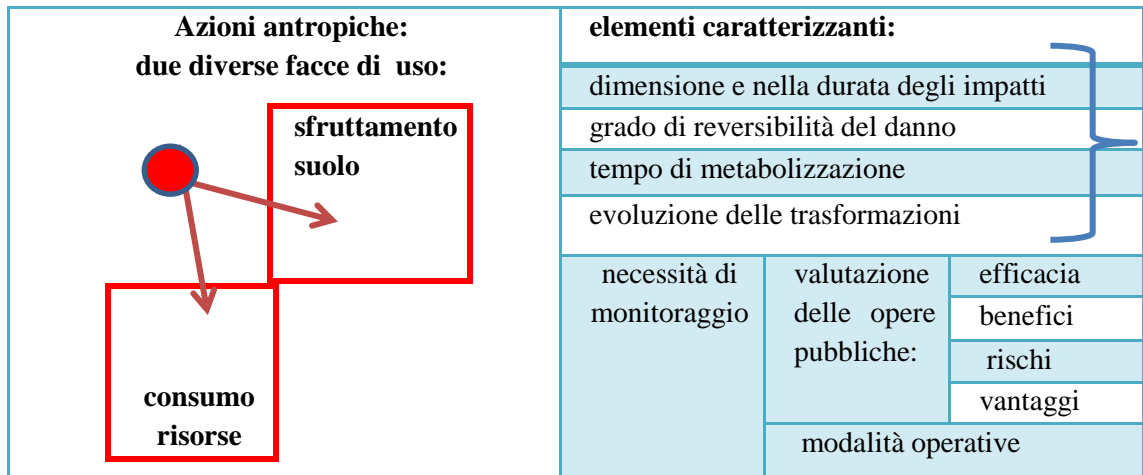 Azioni antropiche:
due diverse facce di uso:
sfruttamento
suolo
consumo
risorse
elementi caratterizzanti:
dimensione e nella durata degli impatti
grado di reversibilità del danno
tempo di metabolizzazione
evoluzione delle trasformazioni
necessità di
monitoraggio
valutazione
delle opere
pubbliche:
efficacia
benefici
rischi
vantaggi
modalità operative